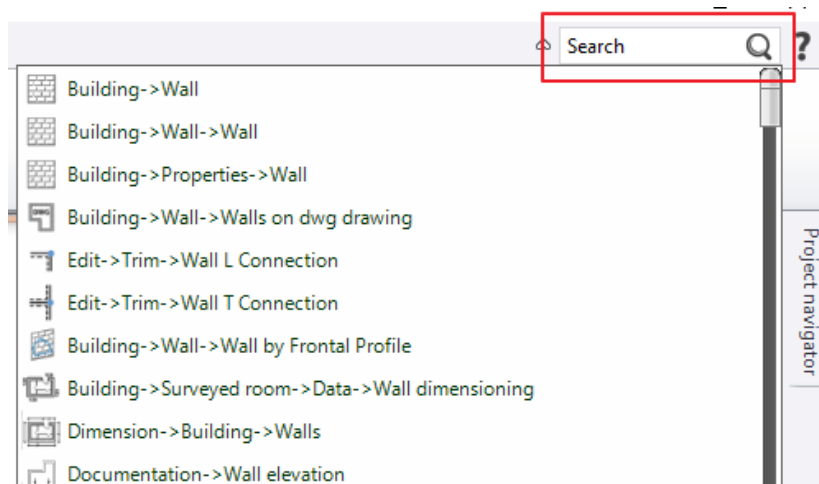 Search
?
Building->Wall
Building->Wall->Wall
Building->Properties->Wall
Building->Wall->Walls on dwg drawing
Edit->Trim->Wall L Connection
Edit->Trim->Wall T Connection
Building->Wall->Wall by Frontal Profile
Building->Surveyed room->Data->Wall dimensioning
Dimension->Building->Walls
Documentation->Wall elevation
Project navigator